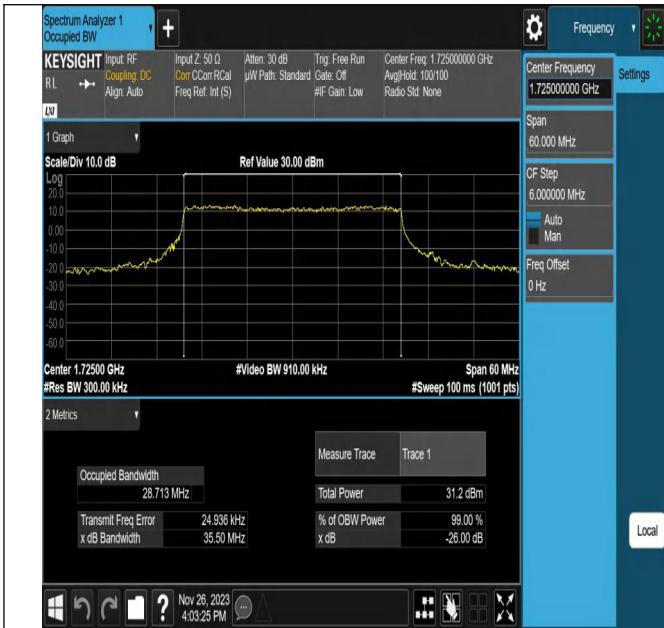 Spectrum Analyzer 1
Occupied BW
+
Frequency
KEYSIGHT
RL
LXI
Input: RF
Coupling: DC
Align: Auto
Input Z: 50 Ω
Corr CCorr RCal
Freq Ref: Int (S)
Atten: 30 dB
µW Path: Standard
Trig: Free Run
Gate: Off
#IF Gain: Low
Center Freq: 1.725000000 GHz
Avg|Hold: 100/100
Radio Std: None
Center Frequency
1.725000000 GHz
Settings
Span
60.000 MHz
CF Step
6.000000 MHz
Auto
Man
Freq Offset
0 Hz
Local
1 Graph
Scale/Div 10.0 dB
Ref Value 30.00 dBm
Log
20.0
10.0
0.00
-10.0
-20.0
-30.0
-40.0
-50.0
-60.0
Center 1.72500 GHz
#Video BW 910.00 kHz
Span 60 MHz
#Res BW 300.00 kHz
#Sweep 100 ms (1001 pts)
2 Metrics
Measure Trace
Trace 1
Occupied Bandwidth
28.713 MHz
Total Power
31.2 dBm
Transmit Freq Error
24.936 kHz
% of OBW Power
99.00 %
x dB Bandwidth
35.50 MHz
x dB
-26.00 dB
?
Nov 26, 2023
4:03:25 PM